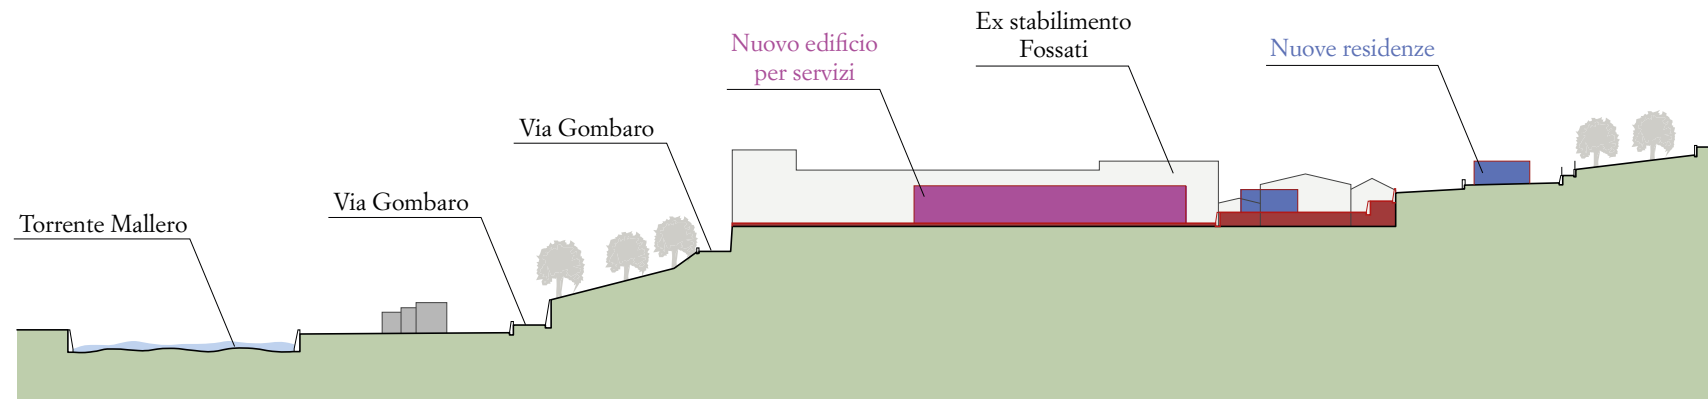 Torrente Mallero
Via Gombaro
Via Gombaro
Nuovo edificio
per servizi
Ex stabilimento
Fossati
Nuove residenze